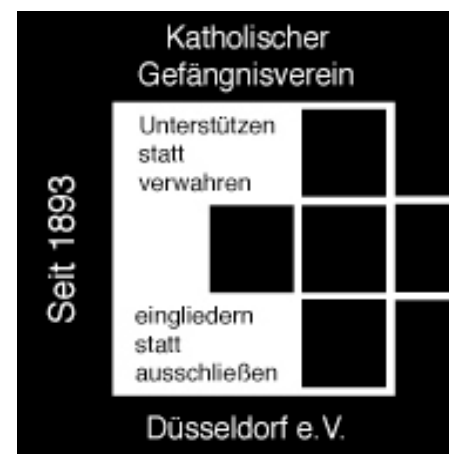 Katholischer
Gefängnisverein
Seit 1893
Unterstützen
statt
verwahren
eingliedern
statt
ausschließen
Düsseldorf e.V.